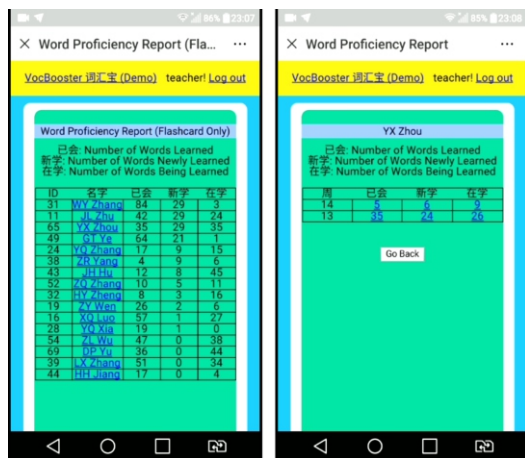 86% 23:07
× Word Proficiency Report (Fla... ...
VocBooster 词汇宝 (Demo) teacher! Log out
Word Proficiency Report (Flashcard Only)
已会: Number of Words Learned
新学: Number of Words Newly Learned
在学: Number of Words Being Learned
ID 名字 已会 新学 在学
31 WY Zhang 84 29 3
11 JL Zhu 42 29 24
65 YX Zhou 35 29 35
49 GT Ye 64 21 1
24 YQ Zhang 17 9 15
38 ZR Yang 4 9 6
43 JH Hu 12 8 45
52 ZQ Zhang 10 5 11
32 HY Zheng 8 3 16
19 ZY Wen 26 2 6
16 XQ Luo 57 1 27
28 YQ Xia 19 1 0
54 ZL Wu 47 0 38
69 DP Yu 36 0 44
39 LX Zhang 51 0 34
44 HH Jiang 17 0 4
85% 23:08
× Word Proficiency Report ...
VocBooster 词汇宝 (Demo) teacher! Log out
YX Zhou
已会: Number of Words Learned
新学: Number of Words Newly Learned
在学: Number of Words Being Learned
周 已会 新学 在学
14 5 6 9
13 35 24 26
Go Back